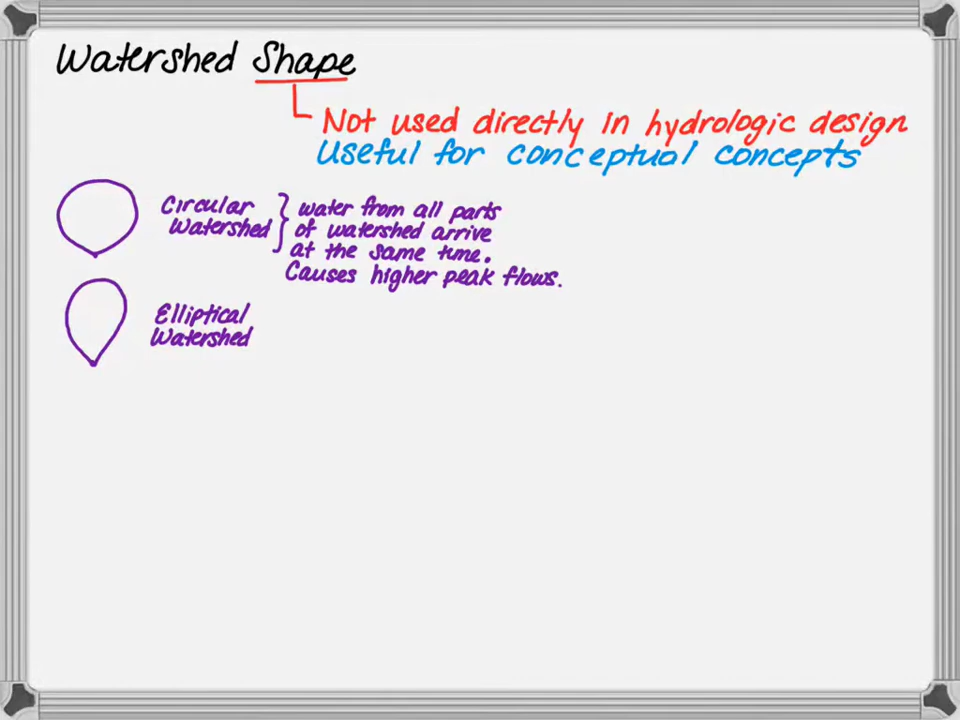 Watershed Shape
Not used directly in hydrologic design
Useful for conceptual concepts
Circular
Watershed
water from all parts
of watershed arrive
at the same time.
Causes higher peak flows.
Elliptical
Watershed